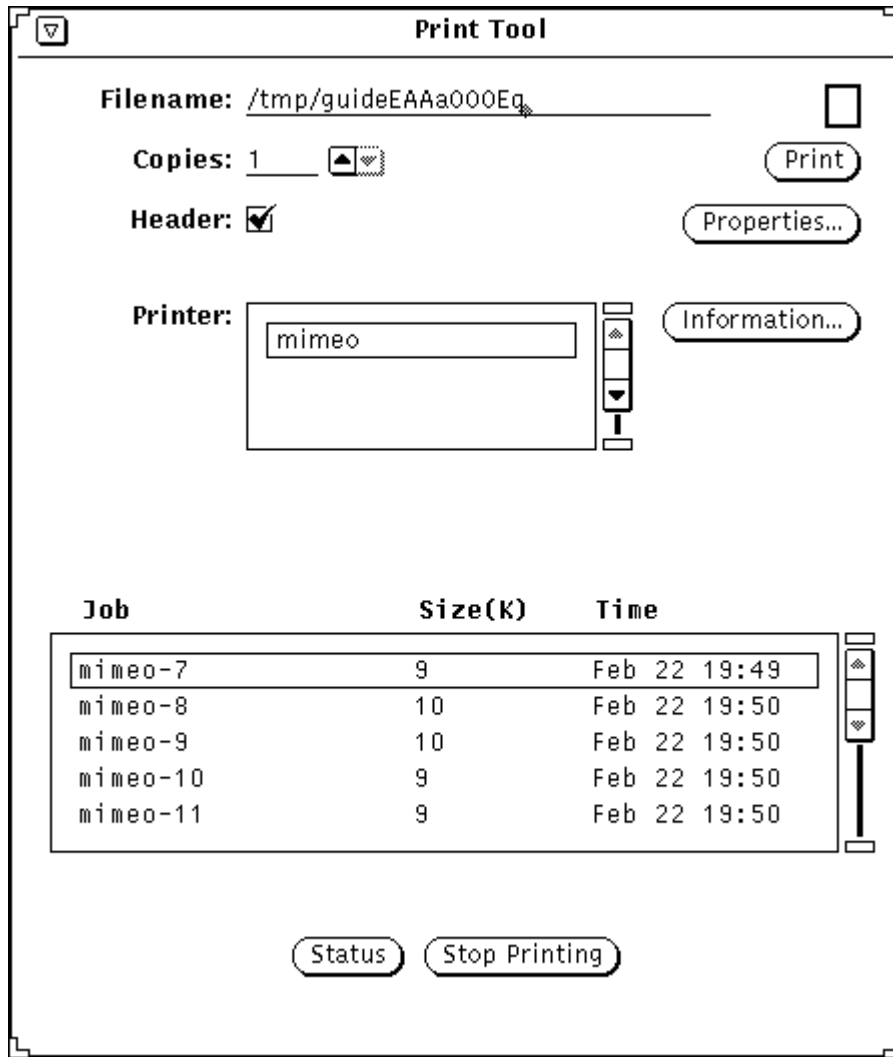 Print Tool
Filename: /tmp/guideEAAa000Eq
Copies: 1 Print
Header: Properties...
Printer: mimeo Information...
Job Size(K) Time
mimeo-7 9 Feb 22 19:49
mimeo-8 10 Feb 22 19:50
mimeo-9 10 Feb 22 19:50
mimeo-10 9 Feb 22 19:50
mimeo-11 9 Feb 22 19:50
Status Stop Printing